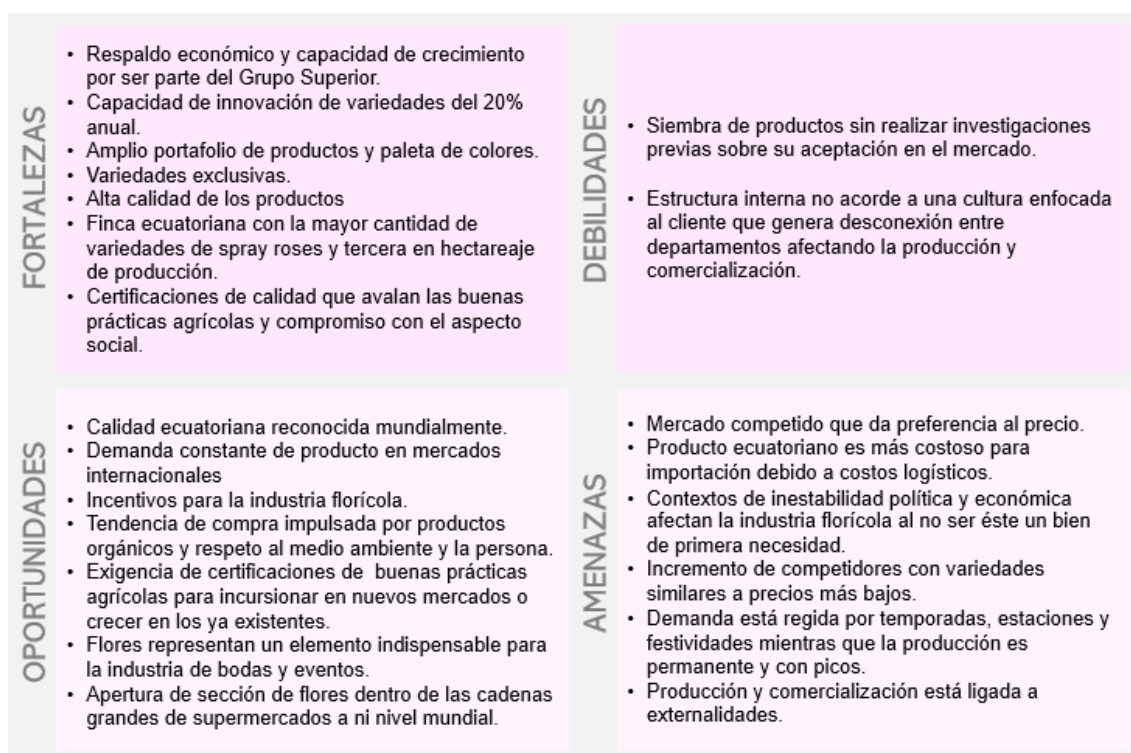 FORTALEZAS
• Respaldo económico y capacidad de crecimiento
por ser parte del Grupo Superior.
• Capacidad de innovación de variedades del 20%
anual.
• Amplio portafolio de productos y paleta de colores.
• Variedades exclusivas.
• Alta calidad de los productos
• Finca ecuatoriana con la mayor cantidad de
variedades de spray roses y tercera en hectareaje
de producción.
• Certificaciones de calidad que avalan las buenas
prácticas agrícolas y compromiso con el aspecto
social.
DEBILIDADES
• Siembra de productos sin realizar investigaciones
previas sobre su aceptación en el mercado.
• Estructura interna no acorde a una cultura enfocada
al cliente que genera desconexión entre
departamentos afectando la producción y
comercialización.
OPORTUNIDADES
• Calidad ecuatoriana reconocida mundialmente.
• Demanda constante de producto en mercados
internacionales
• Incentivos para la industria florícola.
• Tendencia de compra impulsada por productos
orgánicos y respeto al medio ambiente y la persona.
• Exigencia de certificaciones de buenas prácticas
agrícolas para incursionar en nuevos mercados o
crecer en los ya existentes.
• Flores representan un elemento indispensable para
la industria de bodas y eventos.
• Apertura de sección de flores dentro de las cadenas
grandes de supermercados a ni nivel mundial.
AMENAZAS
• Mercado competido que da preferencia al precio.
• Producto ecuatoriano es más costoso para
importación debido a costos logísticos.
• Contextos de inestabilidad política y económica
afectan la industria florícola al no ser éste un bien
de primera necesidad.
• Incremento de competidores con variedades
similares a precios más bajos.
• Demanda está regida por temporadas, estaciones y
festividades mientras que la producción es
permanente y con picos.
• Producción y comercialización está ligada a
externalidades.